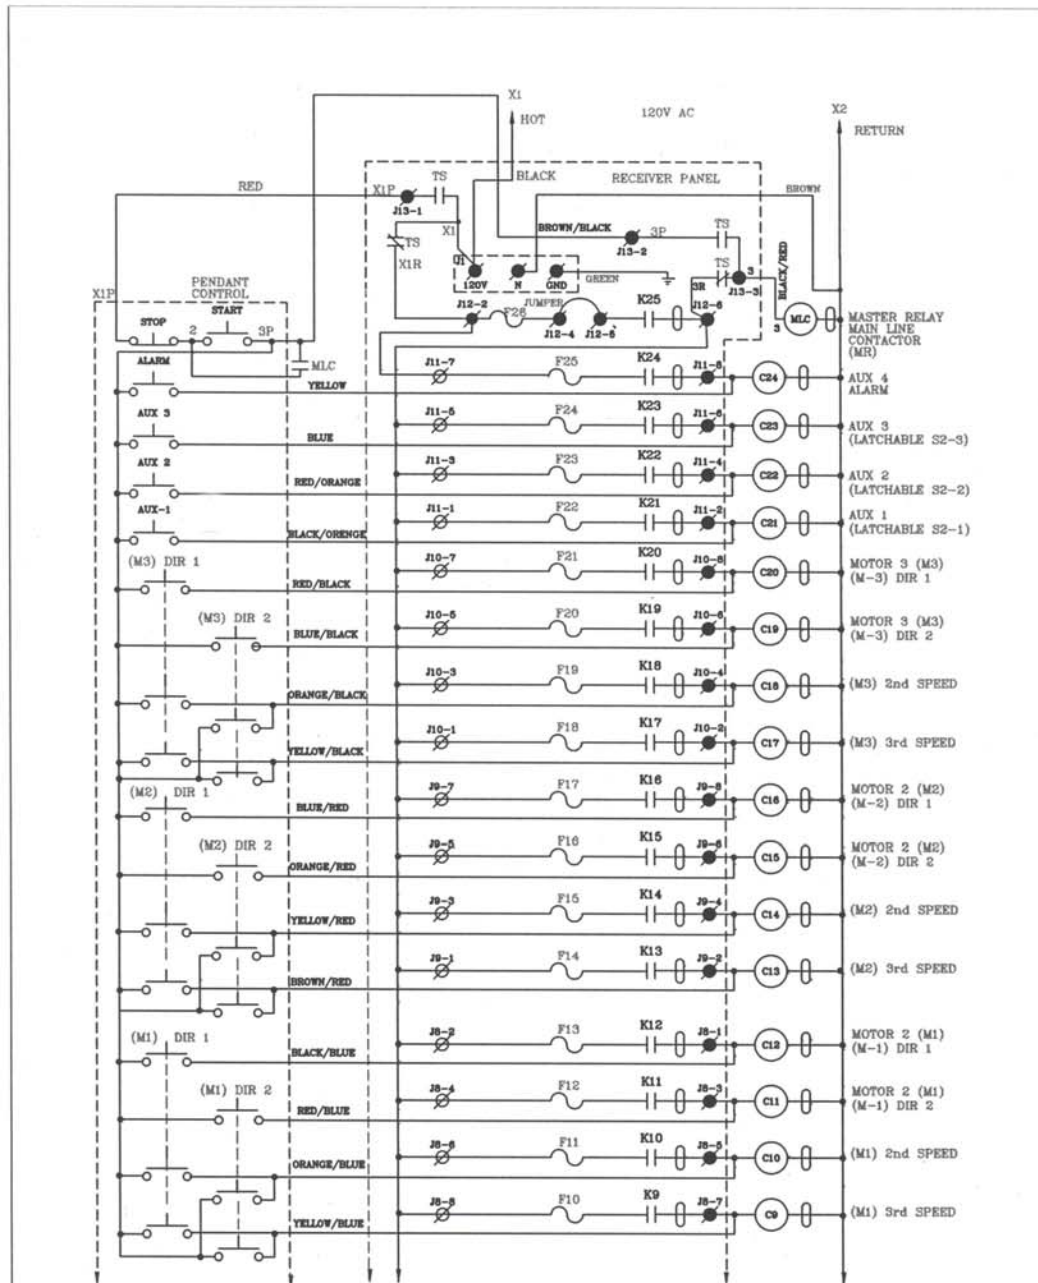 X1
HOT
120V AC
X2
RETURN
RED
X1P
TS
J13-1
BLACK
RECEIVER PANEL
BROWN
X1
TS
X1R
BROWN/BLACK
3P
J13-2
TS
TS
3
J13-3
3R
BLACK/RED
120V
N
GND
GREEN
X1P
PENDANT
CONTROL
STOP
2
START
3P
MLC
J12-2
F26
JUMPER
J12-4
J12-5
K25
J12-6
3
MLC
MASTER RELAY
MAIN LINE
CONTACTOR
(MR)
ALARM
YELLOW
J11-7
F25
K24
J11-8
C24
AUX 4
ALARM
AUX 3
BLUE
J11-5
F24
K23
J11-6
C23
AUX 3
(LATCHABLE S2-3)
AUX 2
RED/ORANGE
J11-3
F23
K22
J11-4
C22
AUX 2
(LATCHABLE S2-2)
AUX-1
BLACK/ORENGE
J11-1
F22
K21
J11-2
C21
AUX 1
(LATCHABLE S2-1)
(M3) DIR 1
RED/BLACK
J10-7
F21
K20
J10-8
C20
MOTOR 3 (M3)
(M-3) DIR 1
(M3) DIR 2
BLUE/BLACK
J10-5
F20
K19
J10-6
C19
MOTOR 3 (M3)
(M-3) DIR 2
ORANGE/BLACK
J10-3
F19
K18
J10-4
C18
(M3) 2nd SPEED
YELLOW/BLACK
J10-1
F18
K17
J10-2
C17
(M3) 3rd SPEED
(M2) DIR 1
BLUE/RED
J9-7
F17
K16
J9-8
C16
MOTOR 2 (M2)
(M-2) DIR 1
(M2) DIR 2
ORANGE/RED
J9-5
F16
K15
J9-6
C15
MOTOR 2 (M2)
(M-2) DIR 2
YELLOW/RED
J9-3
F15
K14
J9-4
C14
(M2) 2nd SPEED
BROWN/RED
J9-1
F14
K13
J9-2
C13
(M2) 3rd SPEED
(M1) DIR 1
BLACK/BLUE
J8-2
F13
K12
J8-1
C12
MOTOR 2 (M1)
(M-1) DIR 1
(M1) DIR 2
RED/BLUE
J8-4
F12
K11
J8-3
C11
MOTOR 2 (M1)
(M-1) DIR 2
ORANGE/BLUE
J8-6
F11
K10
J8-5
C10
(M1) 2nd SPEED
YELLOW/BLUE
J8-8
F10
K9
J8-7
C9
(M1) 3rd SPEED